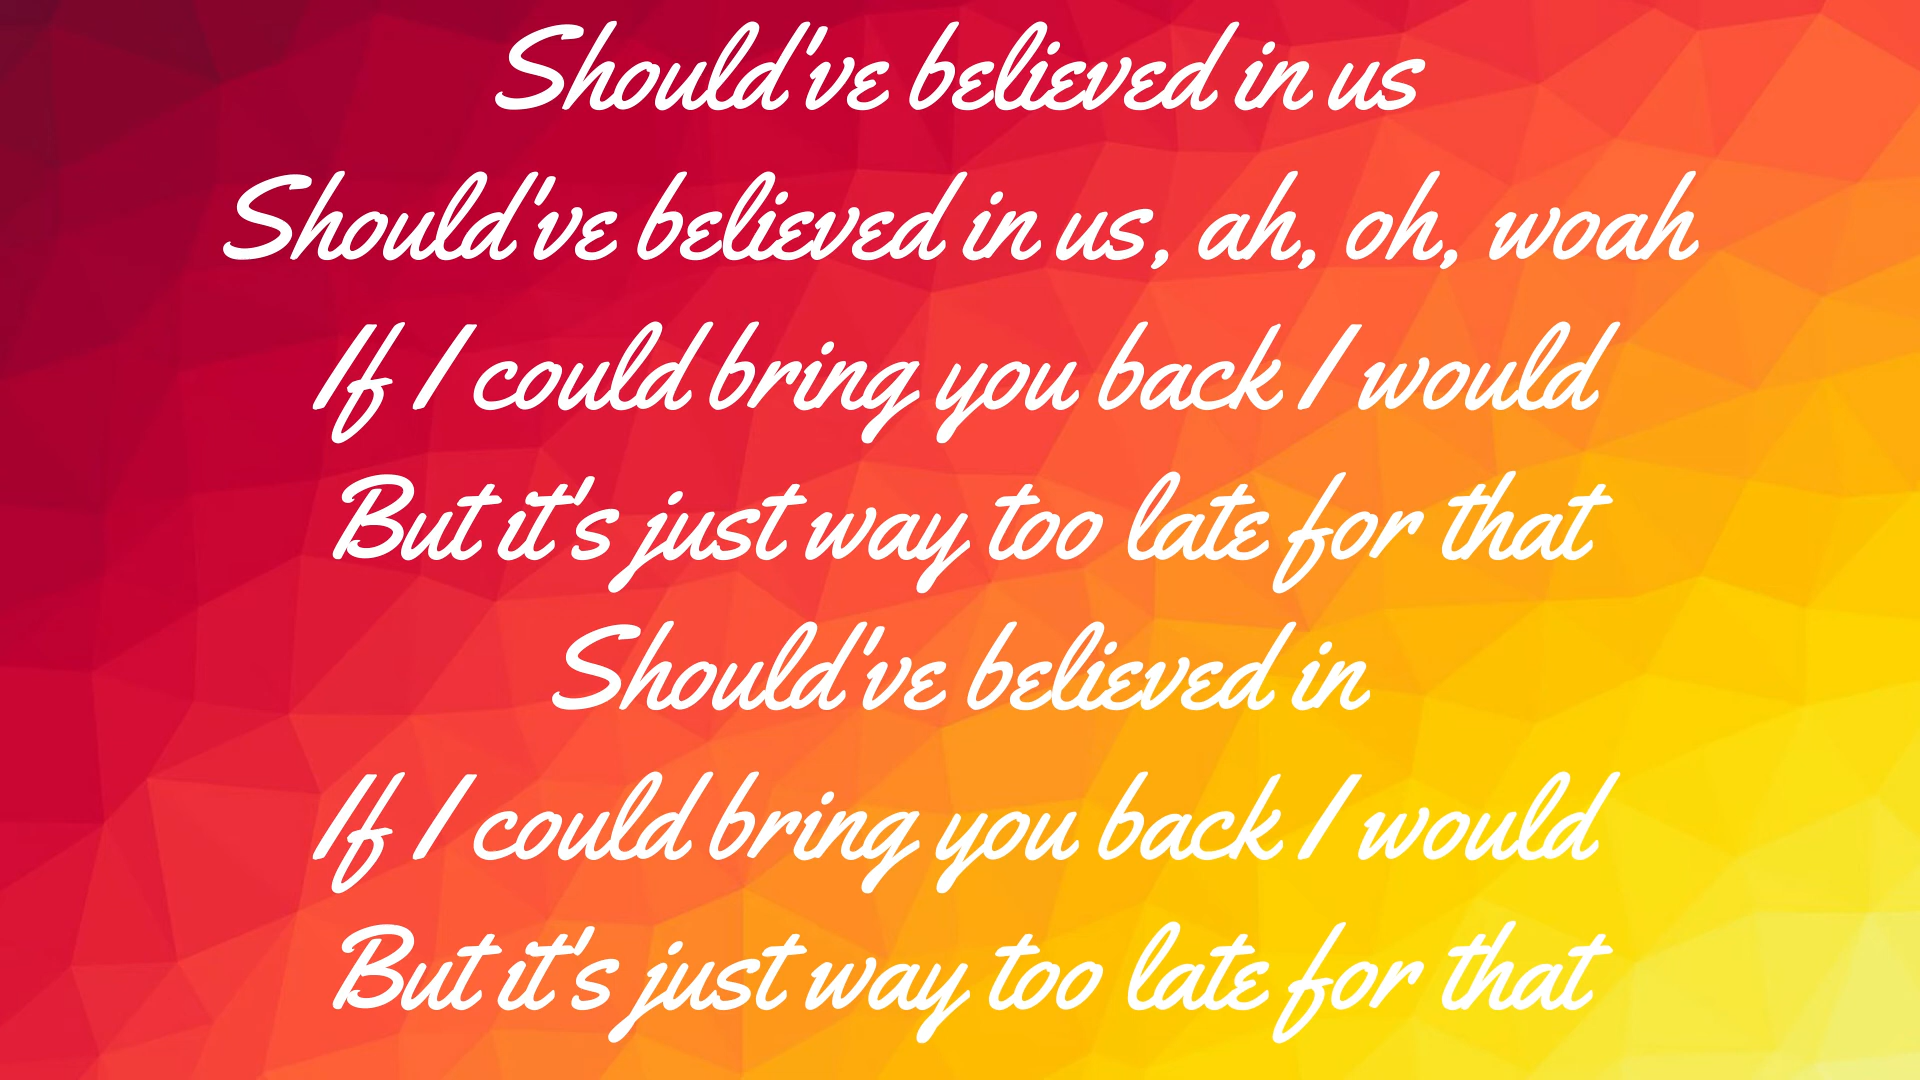 Should've believed in us
Should've believed in us, ah, oh, woah
If I could bring you back I would
But it's just way too late for that
Should've believed in
If I could bring you back I would
But it's just way too late for that